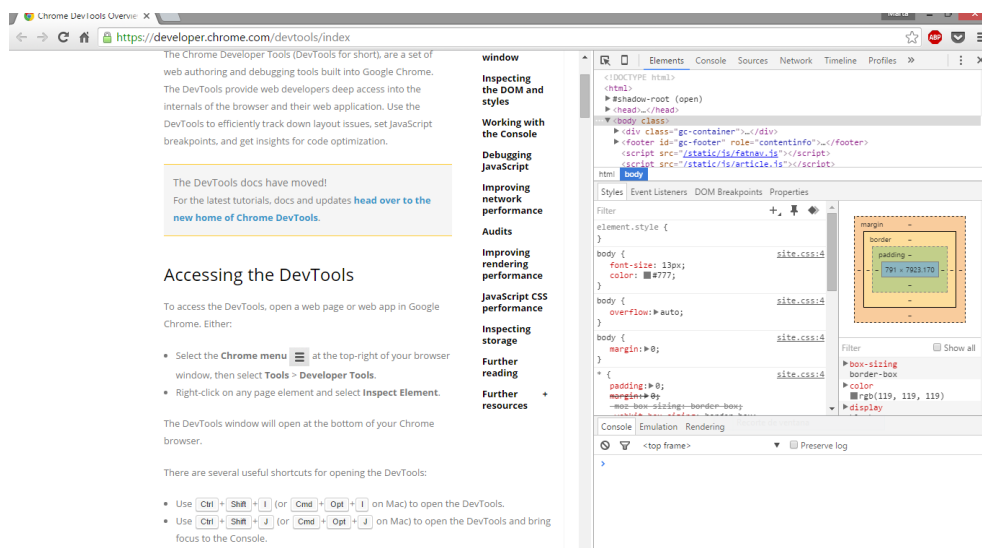 Chrome DevTools Overvie
Marta
https://developer.chrome.com/devtools/index
ABP
The Chrome Developer Tools (DevTools for short), are a set of
web authoring and debugging tools built into Google Chrome.
The DevTools provide web developers deep access into the
internals of the browser and their web application. Use the
DevTools to efficiently track down layout issues, set JavaScript
breakpoints, and get insights for code optimization.
The DevTools docs have moved!
For the latest tutorials, docs and updates head over to the
new home of Chrome DevTools.
Accessing the DevTools
To access the DevTools, open a web page or web app in Google
Chrome. Either:
• Select the Chrome menu at the top-right of your browser
window, then select Tools > Developer Tools.
• Right-click on any page element and select Inspect Element.
The DevTools window will open at the bottom of your Chrome
browser.
There are several useful shortcuts for opening the DevTools:
• Use Ctrl + Shift + I (or Cmd + Opt + I on Mac) to open the DevTools.
• Use Ctrl + Shift + J (or Cmd + Opt + J on Mac) to open the DevTools and bring
focus to the Console.
window
Inspecting
the DOM and
styles
Working with
the Console
Debugging
JavaScript
Improving
network
performance
Audits
Improving
rendering
performance
JavaScript CSS
performance
Inspecting
storage
Further
reading
Further +
resources
Elements Console Sources Network Timeline Profiles »
<!DOCTYPE html>
<html>
▶#shadow-root (open)
▶<head>…</head>
▼<body class>
▶<div class="gc-container">…</div>
▶<footer id="gc-footer" role="contentinfo">…</footer>
<script src="/static/js/fatnav.js"></script>
<script src="/static/js/article.js"></script>
html body
Styles Event Listeners DOM Breakpoints Properties
Filter
element.style {
}
body { site.css:4
font-size: 13px;
color: #777;
}
body { site.css:4
overflow:▶auto;
}
body { site.css:4
margin:▶0;
}
* { site.css:4
padding:▶0;
margin:▶0;
-moz-box-sizing: border-box;
-webkit-box-sizing: border-box;
margin -
border -
padding -
- - - 791 × 7923.170 - - -
-
-
-
Filter Show all
▶box-sizing
border-box
▶color
rgb(119, 119, 119)
▶display
Console Emulation Rendering
<top frame> ▼ Preserve log
>